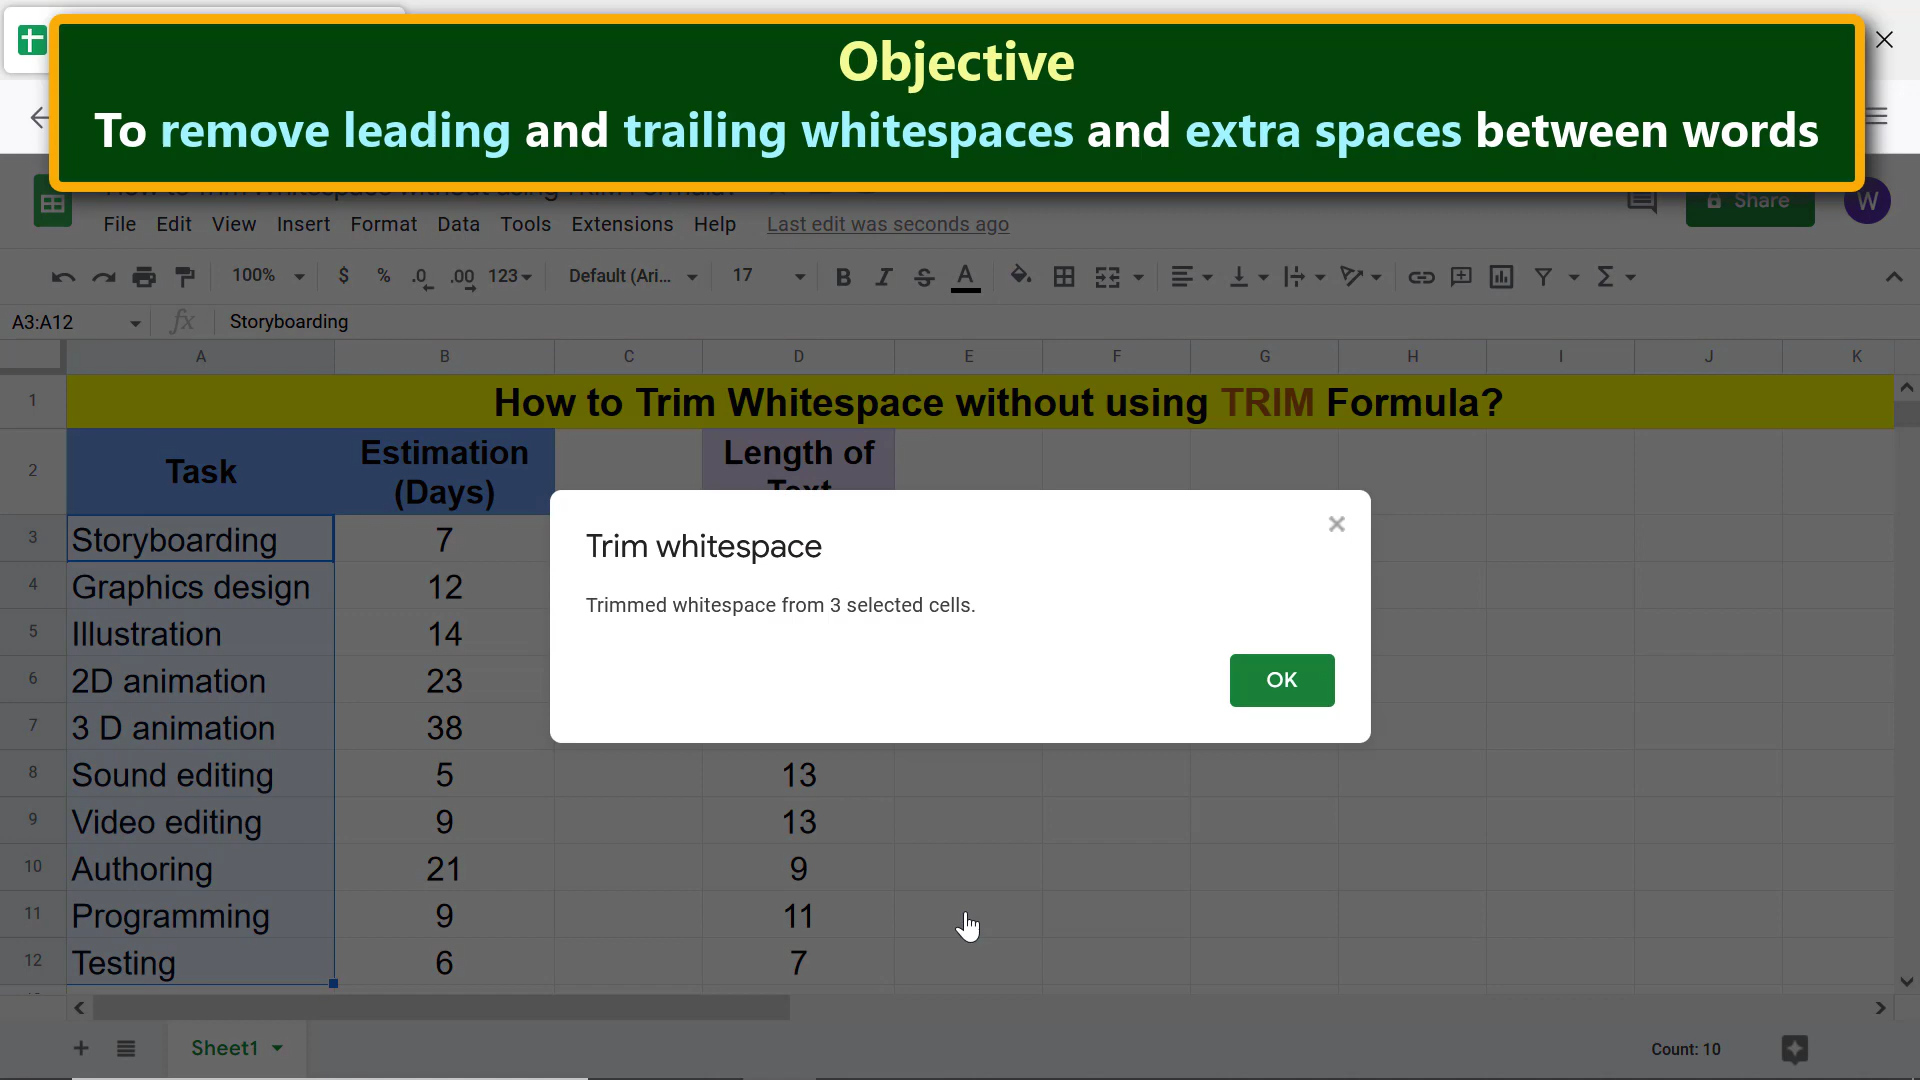 Objective
To remove leading and trailing whitespaces and extra spaces between words
W
Share
File Edit View Insert Format Data Tools Extensions Help Last edit was seconds ago
100% $ % .0 .00 123 Default (Ari... 17 B I S A
A3:A12 fx Storyboarding
A B C D E F G H I J K
1 How to Trim Whitespace without using TRIM Formula?
2 Task Estimation (Days) Length of Text
3 Storyboarding 7
4 Graphics design 12
5 Illustration 14
6 2D animation 23
7 3 D animation 38
8 Sound editing 5 13
9 Video editing 9 13
10 Authoring 21 9
11 Programming 9 11
12 Testing 6 7
Trim whitespace
Trimmed whitespace from 3 selected cells.
OK
Sheet1
Count: 10